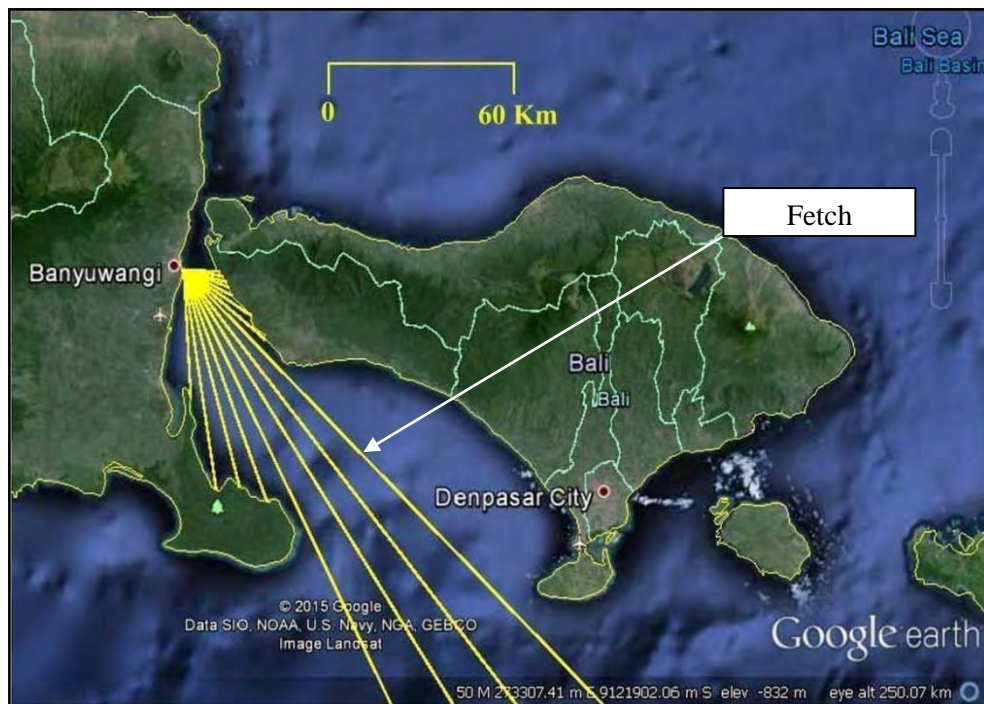 Bali Sea
Bali Basin
0 60 Km
Fetch
Banyuwangi
Bali
Bali
Denpasar City
© 2015 Google
Data SIO, NOAA, U.S. Navy, NGA, GEBCO
Image Landsat
Google earth
50 M 273307.41 m E 9121902.06 m S elev -832 m eye alt 250.07 km